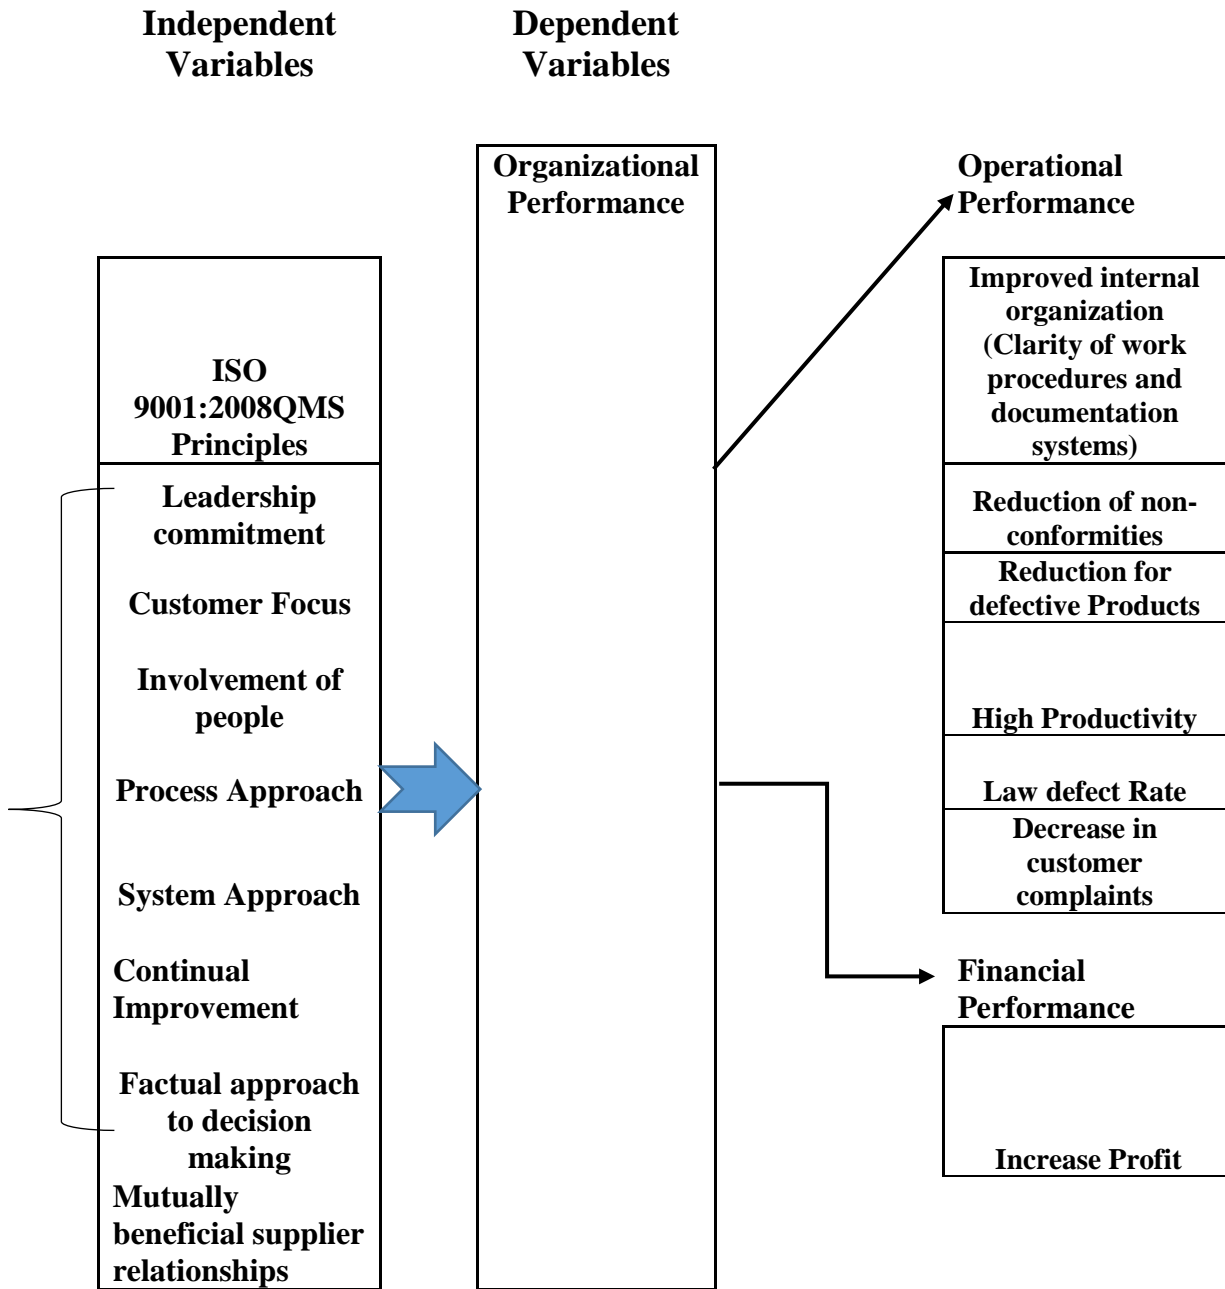 Independent
Variables
Dependent
Variables
Organizational
Performance
Operational
Performance
ISO
9001:2008QMS
Principles
Leadership
commitment
Customer Focus
Involvement of
people
Process Approach
System Approach
Continual
Improvement
Factual approach
to decision
making
Mutually
beneficial supplier
relationships
Improved internal
organization
(Clarity of work
procedures and
documentation
systems)
Reduction of non-
conformities
Reduction for
defective Products
High Productivity
Law defect Rate
Decrease in
customer
complaints
Financial
Performance
Increase Profit